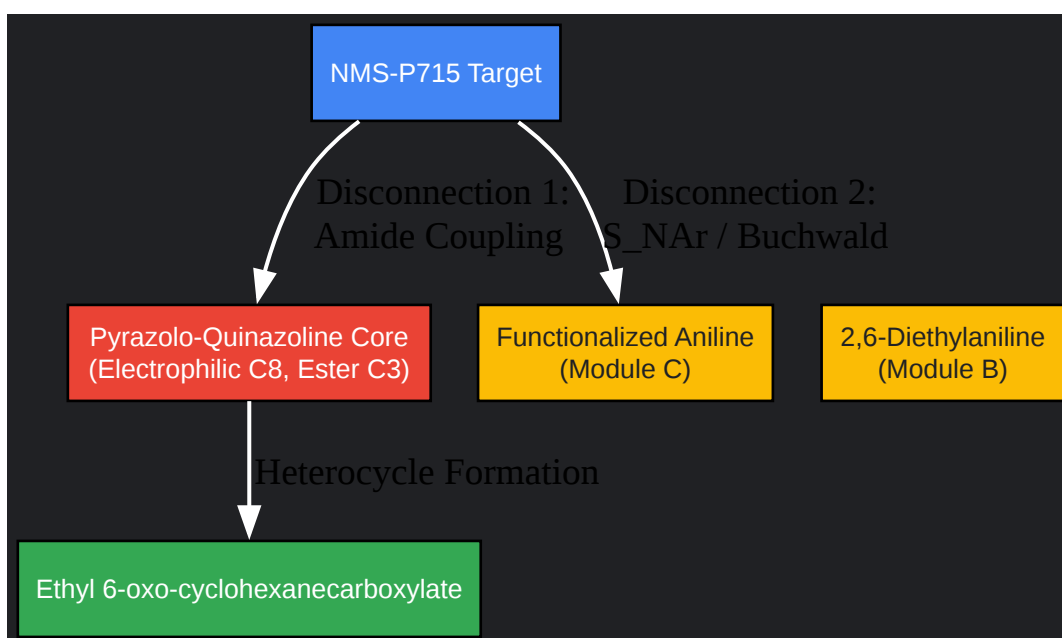 NMS-P715 Target
Disconnection 1:
Amide Coupling
Disconnection 2:
S_NAr / Buchwald
Pyrazolo-Quinazoline Core
(Electrophilic C8, Ester C3)
Functionalized Aniline
(Module C)
2,6-Diethylaniline
(Module B)
Heterocycle Formation
Ethyl 6-oxo-cyclohexanecarboxylate